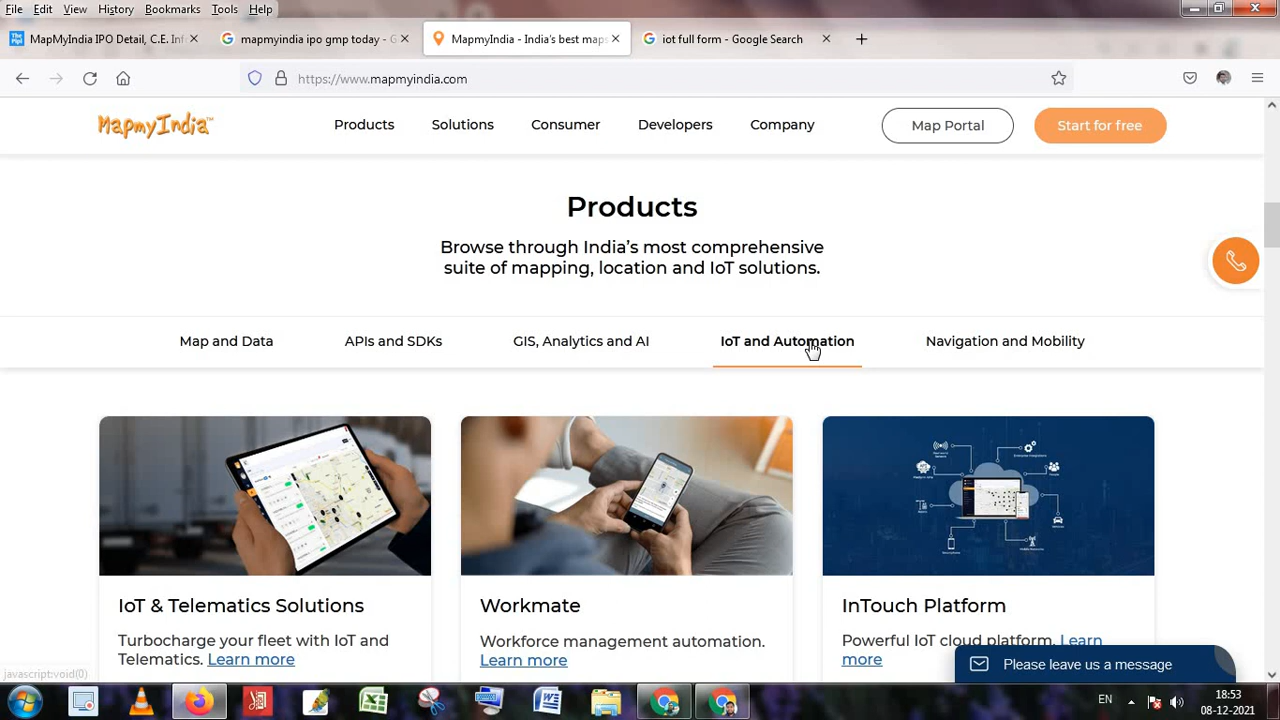 File Edit View History Bookmarks Tools Help
MapMyIndia IPO Detail, C.E. Inf
mapmyindia ipo gmp today - G
MapmyIndia - India's best maps
iot full form - Google Search
https://www.mapmyindia.com
MapmyIndia
Products
Solutions
Consumer
Developers
Company
Map Portal
Start for free
Products
Browse through India's most comprehensive
suite of mapping, location and IoT solutions.
Map and Data
APIs and SDKs
GIS, Analytics and AI
IoT and Automation
Navigation and Mobility
IoT & Telematics Solutions
Turbocharge your fleet with IoT and
Telematics. Learn more
Workmate
Workforce management automation.
Learn more
InTouch Platform
Powerful IoT cloud platform. Learn
more
Please leave us a message
javascript:void(0)
EN
18:53
08-12-2021